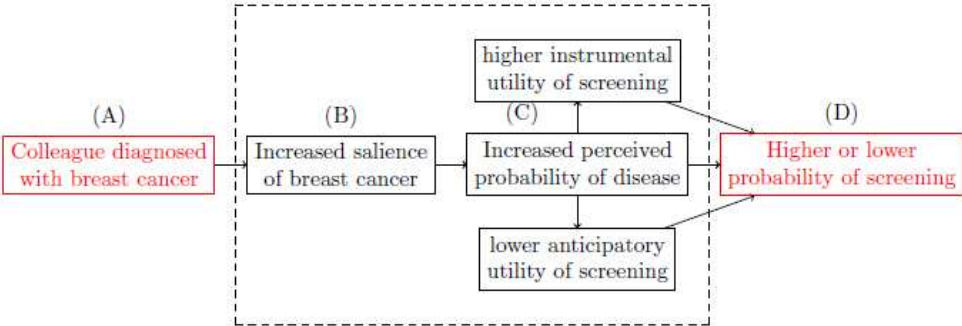 higher instrumental
utility of screening
(A)
(B)
(C)
(D)
Colleague diagnosed
with breast cancer
Increased salience
of breast cancer
Increased perceived
probability of disease
Higher or lower
probability of screening
lower anticipatory
utility of screening